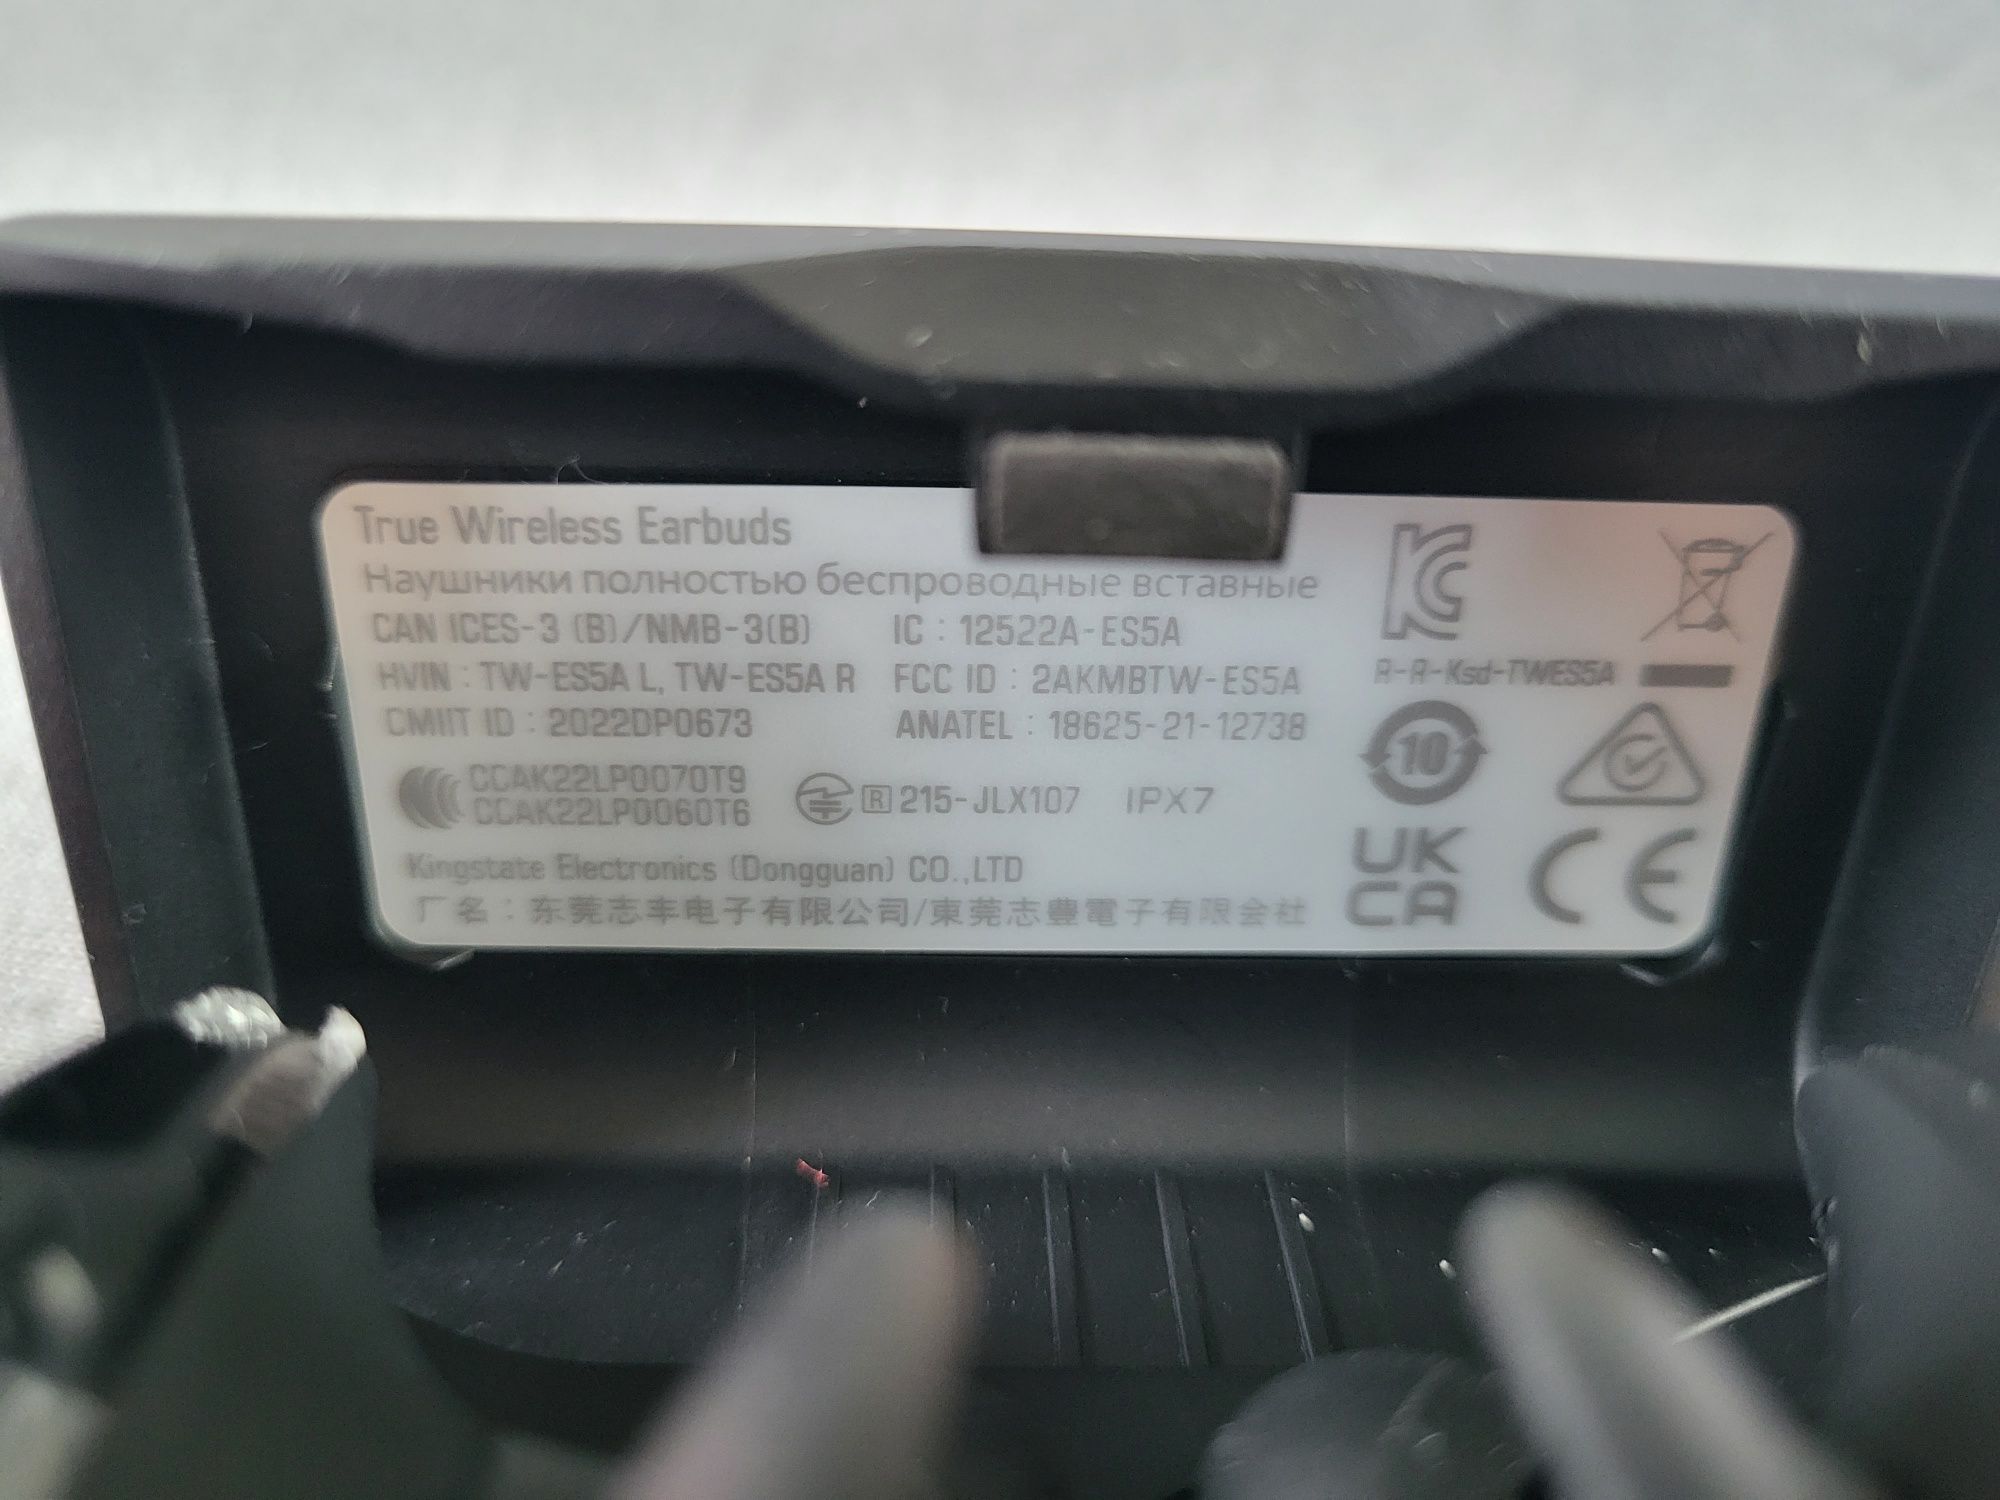 True Wireless Earbuds
Наушники полностью беспроводные вставные
CAN ICES-3 (B)/NMB-3(B) IC : 12522A-ES5A
HVIN : TW-ES5A L, TW-ES5A R FCC ID : 2AKMBTW-ES5A
CMIIT ID : 2022DP0673 ANATEL : 18625-21-12738
CCAK22LP0070T9
CCAK22LP0060T6
R 215-JLX107 IPX7
Kingstate Electronics (Dongguan) CO.,LTD
厂名：东莞志丰电子有限公司/東莞志豊電子有限会社
R-R-Ksd-TWES5A
10
UK
CA
CE